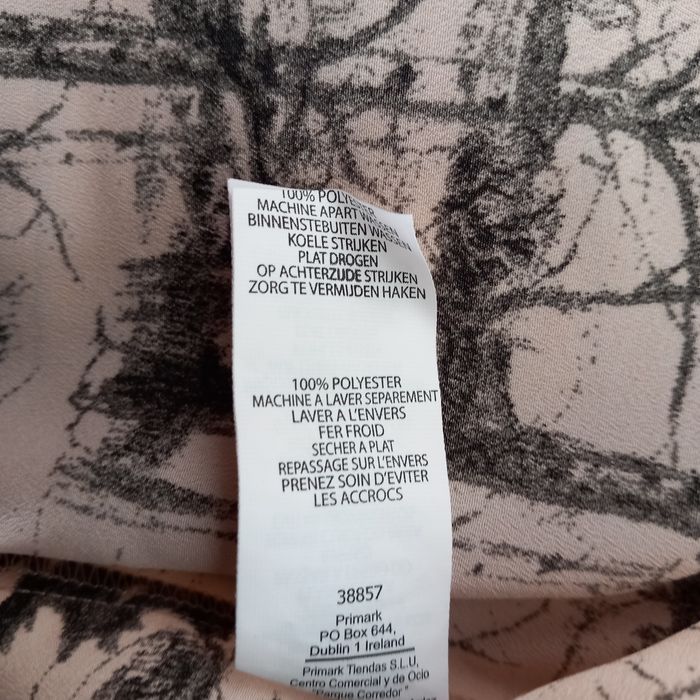 100% POLYESTER
MACHINE APART WASSEN
BINNENSTEBUITEN WASSEN
KOELE STRIJKEN
PLAT DROGEN
OP ACHTERZIJDE STRIJKEN
ZORG TE VERMIJDEN HAKEN
100% POLYESTER
MACHINE A LAVER SEPAREMENT
LAVER A L'ENVERS
FER FROID
SECHER A PLAT
REPASSAGE SUR L'ENVERS
PRENEZ SOIN D'EVITER
LES ACCROCS
38857
Primark
PO Box 644,
Dublin 1 Ireland
Primark Tiendas S.L.U,
Centro Comercial y de Ocio
"Parque Corredor"